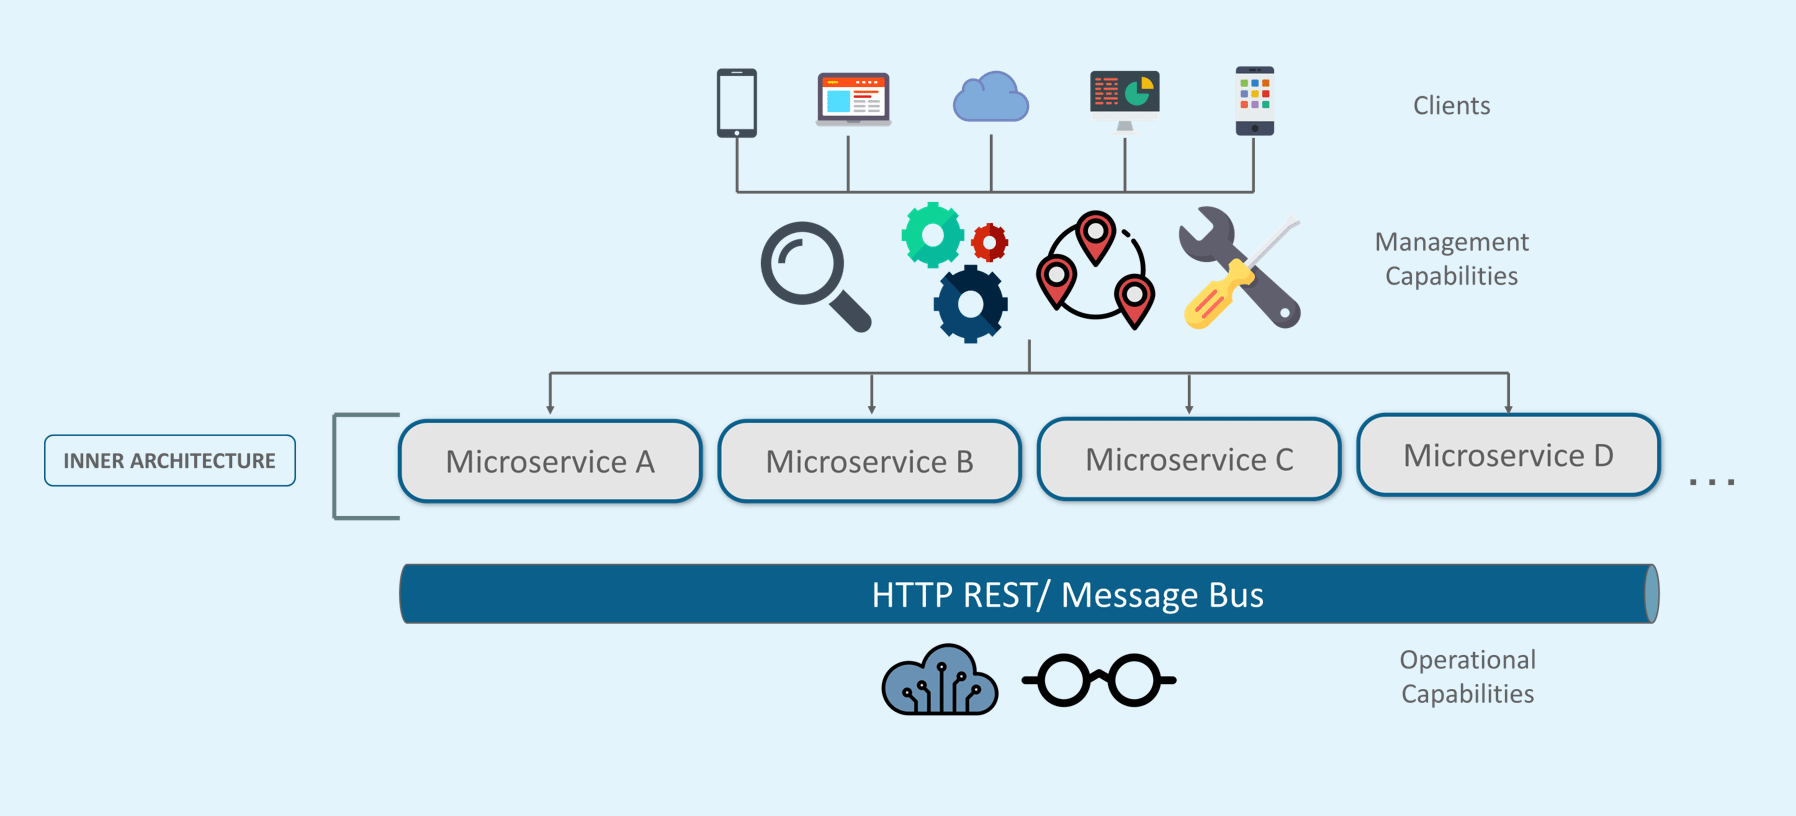 Clients
Management
Capabilities
INNER ARCHITECTURE
Microservice A
Microservice B
Microservice C
Microservice D
...
HTTP REST/ Message Bus
Operational
Capabilities